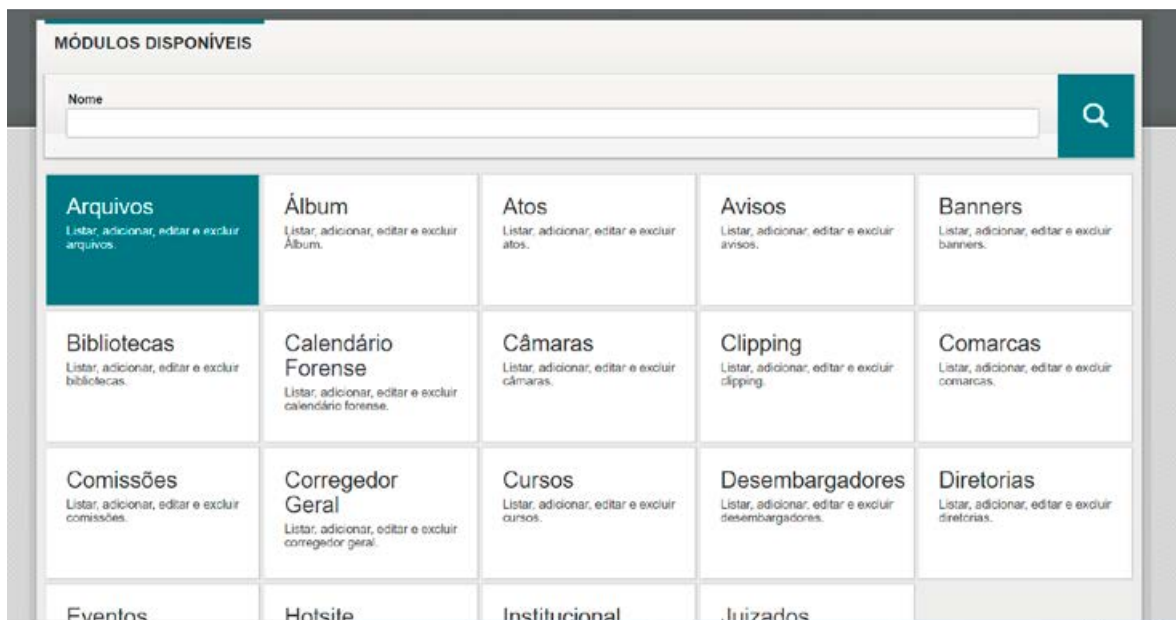 MÓDULOS DISPONÍVEIS
Nome
Arquivos
Listar, adicionar, editar e excluir
arquivos.
Álbum
Listar, adicionar, editar e excluir
Álbum.
Atos
Listar, adicionar, editar e excluir
atos.
Avisos
Listar, adicionar, editar e excluir
avisos.
Banners
Listar, adicionar, editar e excluir
banners.
Bibliotecas
Listar, adicionar, editar e excluir
bibliotecas.
Calendário
Forense
Listar, adicionar, editar e excluir
calendário forense.
Câmaras
Listar, adicionar, editar e excluir
câmaras.
Clipping
Listar, adicionar, editar e excluir
clipping.
Comarcas
Listar, adicionar, editar e excluir
comarcas.
Comissões
Listar, adicionar, editar e excluir
comissões.
Corregedor
Geral
Listar, adicionar, editar e excluir
corregedor geral.
Cursos
Listar, adicionar, editar e excluir
cursos.
Desembargadores
Listar, adicionar, editar e excluir
desembargadores.
Diretorias
Listar, adicionar, editar e excluir
diretorias.
Eventos
Hotsite
Institucional
Juizados